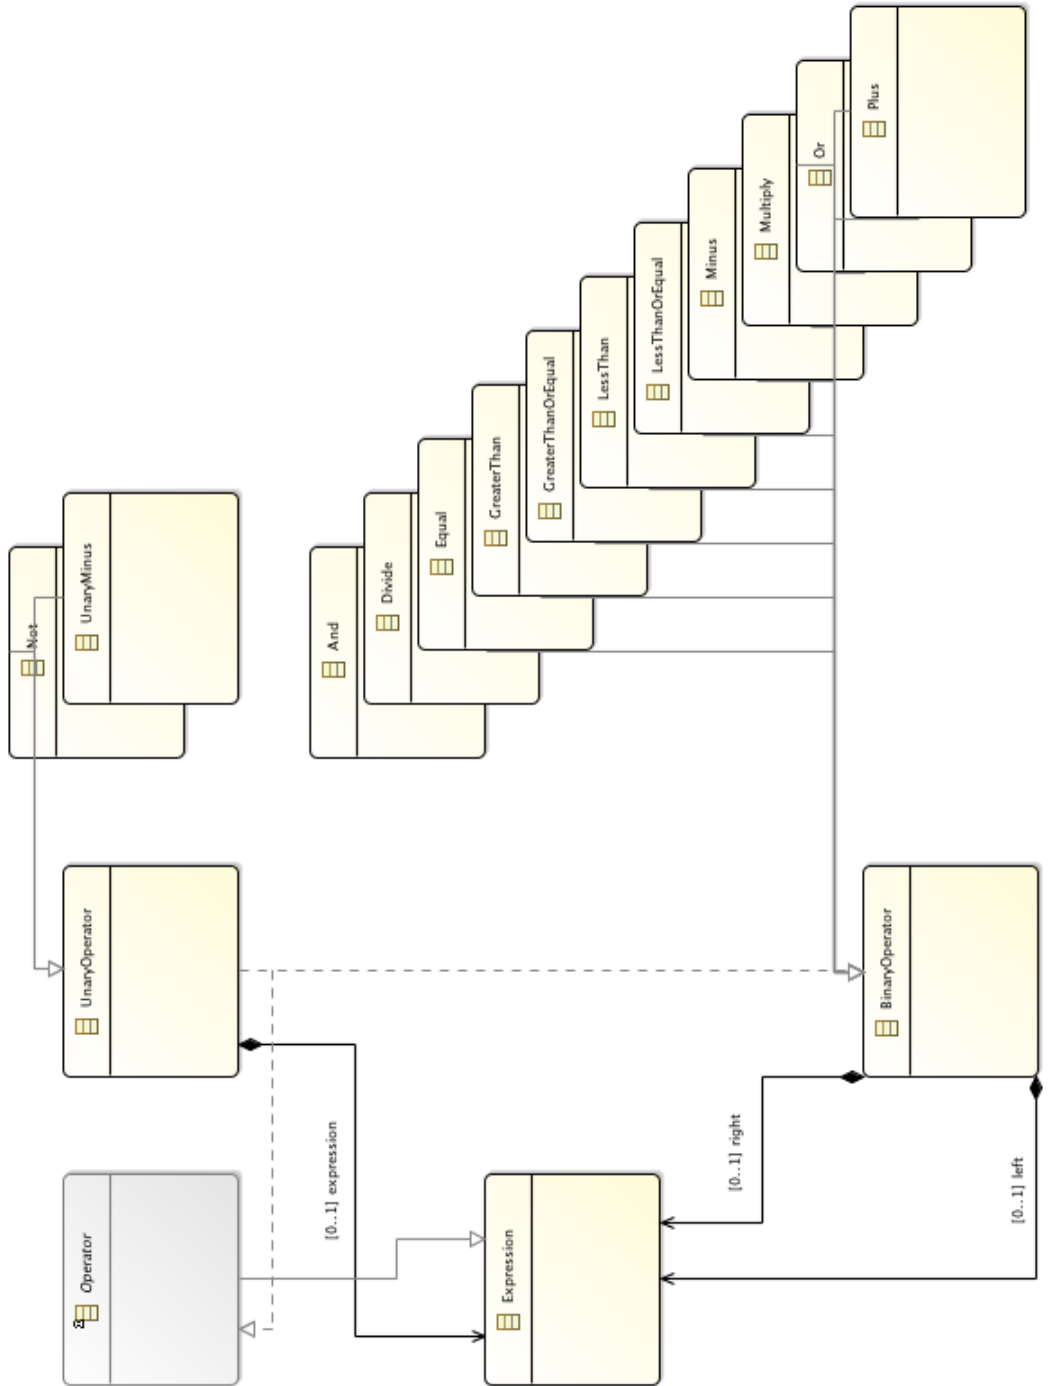 Operator
UnaryOperator
Not
UnaryMinus
[0..1] expression
And
Divide
Equal
GreaterThan
GreaterThanOrEqual
LessThan
LessThanOrEqual
Minus
Multiply
Or
Plus
Expression
[0..1] right
[0..1] left
BinaryOperator